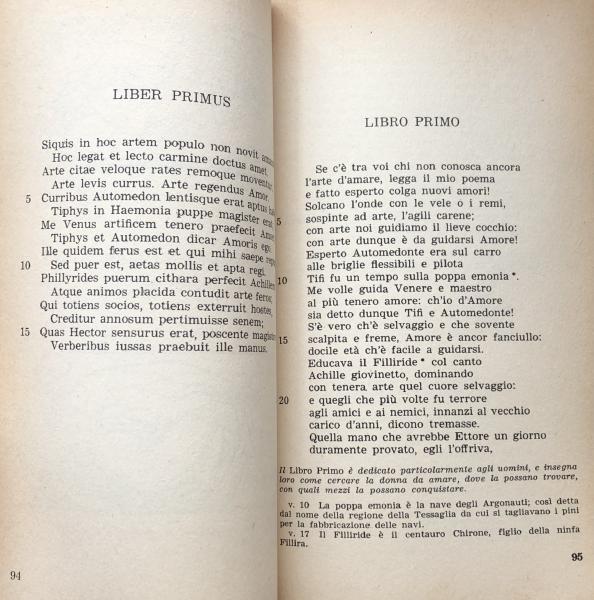 LIBER PRIMUS
Siquis in hoc artem populo non novit
Hoc legat et lecto carmine doctus amet.
Arte citae veloque rates remoque moventur
Arte levis currus. Arte regendus Amor.
5 Curribus Automedon lentisque erat aptus
Tiphys in Haemonia puppe magister erat
Me Venus artificem tenero praefecit
Tiphys et Automedon dicar Amoris ego.
Ille quidem ferus est et qui mihi saepe
10 Sed puer est, aetas mollis et apta regi.
Phillyrides puerum cithara perfecit Achillem
Atque animos placida contudit arte feros
Qui totiens socios, totiens exterruit hostes,
Creditur annosum pertimuisse senem;
15 Quas Hector sensurus erat, poscente
Verberibus iussas praebuit ille manus.
94
LIBRO PRIMO
Se c'è tra voi chi non conosca ancora
l'arte d'amare, legga il mio poema
e fatto esperto colga nuovi amori!
Solcano l'onde con le vele o i remi,
5 sospinte ad arte, l'agili carene;
con arte noi guidiamo il lieve cocchio:
con arte dunque è da guidarsi Amore!
Esperto Automedonte era sul carro
alle briglie flessibili e pilota
10 Tifi fu un tempo sulla poppa emonia*.
Me volle guida Venere e maestro
al più tenero amore: ch'io d'Amore
sia detto dunque Tifi e Automedonte!
S'è vero ch'è selvaggio e che sovente
15 scalpita e freme, Amore è ancor fanciullo:
docile età ch'è facile a guidarsi.
Educava il Filliride* col canto
Achille giovinetto, dominando
con tenera arte quel cuore selvaggio:
20 e quegli che più volte fu terrore
agli amici e ai nemici, innanzi al vecchio
carico d'anni, dicono tremasse.
Quella mano che avrebbe Ettore un giorno
duramente provato, egli l'offriva,
Il Libro Primo è dedicato particolarmente agli uomini, e insegna
loro come cercare la donna da amare, dove la possano trovare,
con quali mezzi la possano conquistare.
v. 10 La poppa emonia è la nave degli Argonauti; così detta
dal nome della regione della Tessaglia da cui si tagliavano i pini
per la fabbricazione delle navi.
v. 17 Il Filliride è il centauro Chirone, figlio della ninfa
Fillira.
95